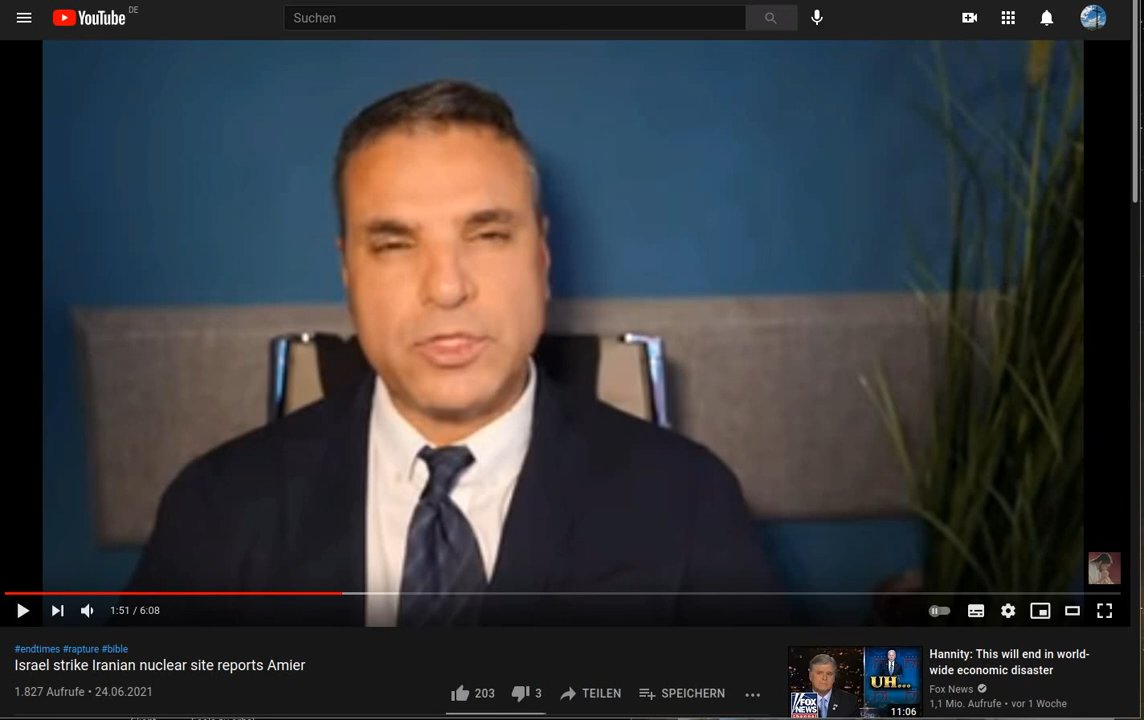 YouTube DE
Suchen
1:51 / 6:08
#endtimes #rapture #bible
Israel strike Iranian nuclear site reports Amier
1.827 Aufrufe • 24.06.2021
203
3
TEILEN
SPEICHERN
UH...
FOX
NEWS
channel
11:06
Hannity: This will end in world-
wide economic disaster
Fox News
1,1 Mio. Aufrufe • vor 1 Woche